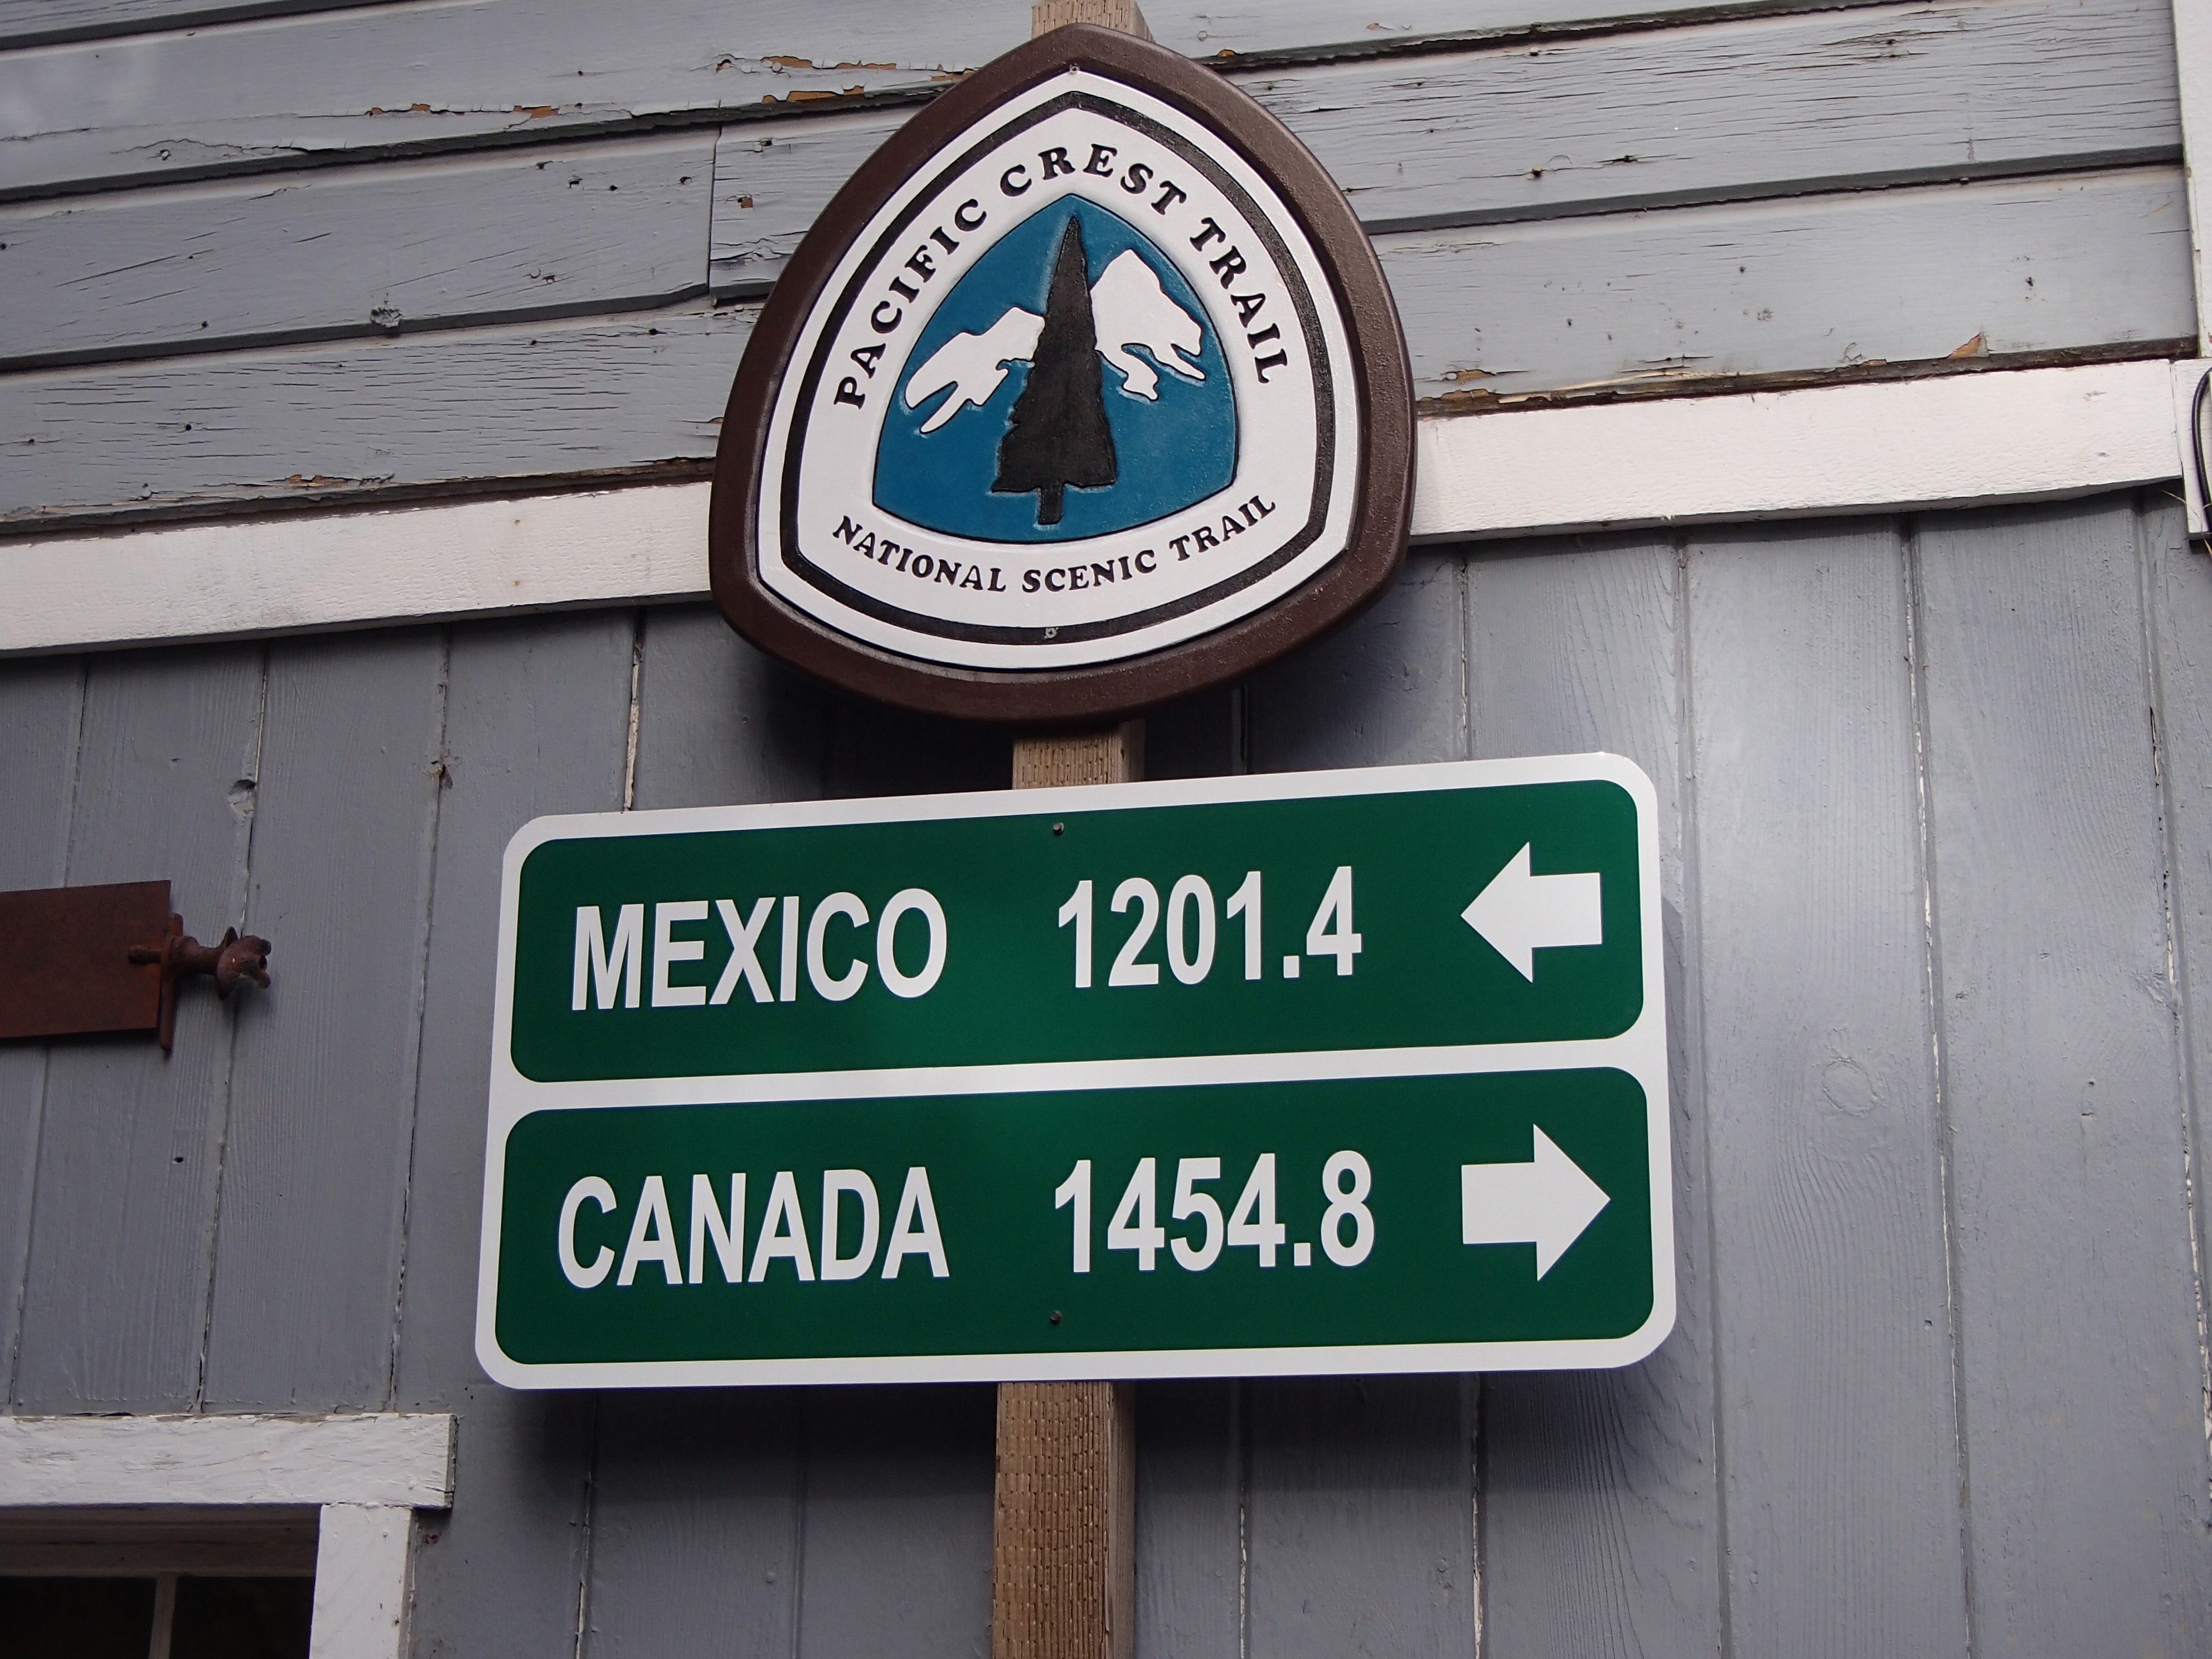 PACIFIC CREST TRAIL
NATIONAL SCENIC TRAIL
MEXICO 1201.4
CANADA 1454.8